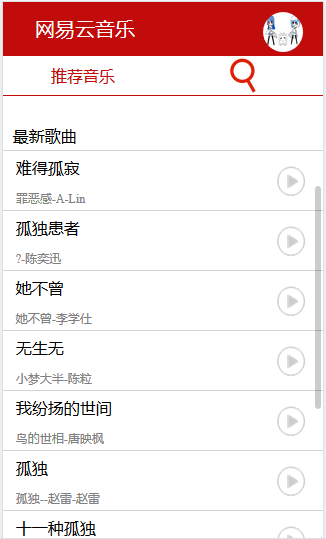 网易云音乐
推荐音乐
最新歌曲
难得孤寂
罪恶感-A-Lin
孤独患者
?-陈奕迅
她不曾
她不曾-李学仕
无生无
小梦大半-陈粒
我纷扬的世间
鸟的世相-唐映枫
孤独
孤独--赵雷-赵雷
十一种孤独